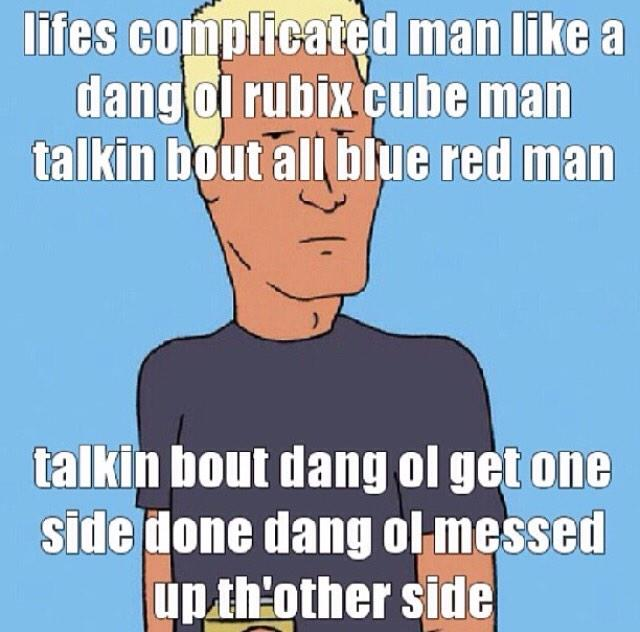 lifes complicated man like a
dang ol rubix cube man
talkin bout all blue red man
talkin bout dang ol get one
side done dang ol messed
up th'other side